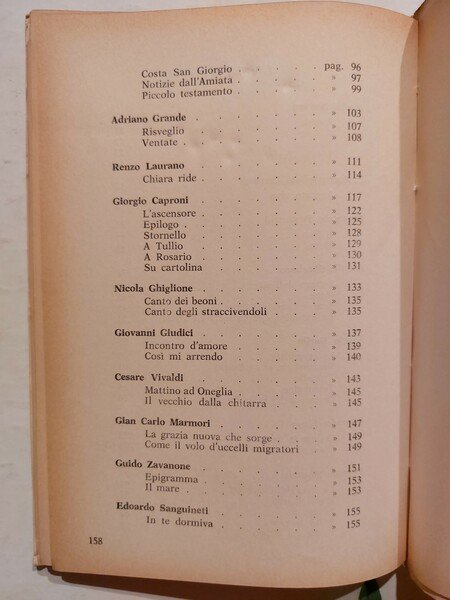 Costa San Giorgio . . . . . pag. 96
Notizie dall'Amiata . . . . . » 97
Piccolo testamento . . . . . » 99
Adriano Grande . . . . . . » 103
Risveglio . . . . . . » 107
Ventate . . . . . . . » 108
Renzo Laurano . . . . . . » 111
Chiara ride . . . . . . » 114
Giorgio Caproni . . . . . . » 117
L'ascensore . . . . . . » 122
Epilogo . . . . . . . » 125
Stornello . . . . . . » 128
A Tullio . . . . . . . » 129
A Rosario . . . . . . » 130
Su cartolina . . . . . . » 131
Nicola Ghiglione . . . . . . » 133
Canto dei beoni . . . . . . » 135
Canto degli straccivendoli . . . . » 135
Giovanni Giudici . . . . . . » 137
Incontro d'amore . . . . . » 139
Così mi arrendo . . . . . » 140
Cesare Vivaldi . . . . . . » 143
Mattino ad Oneglia . . . . . » 145
Il vecchio dalla chitarra . . . . » 145
Gian Carlo Marmori . . . . . » 147
La grazia nuova che sorge . . . . » 149
Come il volo d'uccelli migratori . . . » 149
Guido Zavanone . . . . . . » 151
Epigramma . . . . . . » 153
Il mare . . . . . . . » 153
Edoardo Sanguineti . . . . . » 155
In te dormiva . . . . . . » 155
158